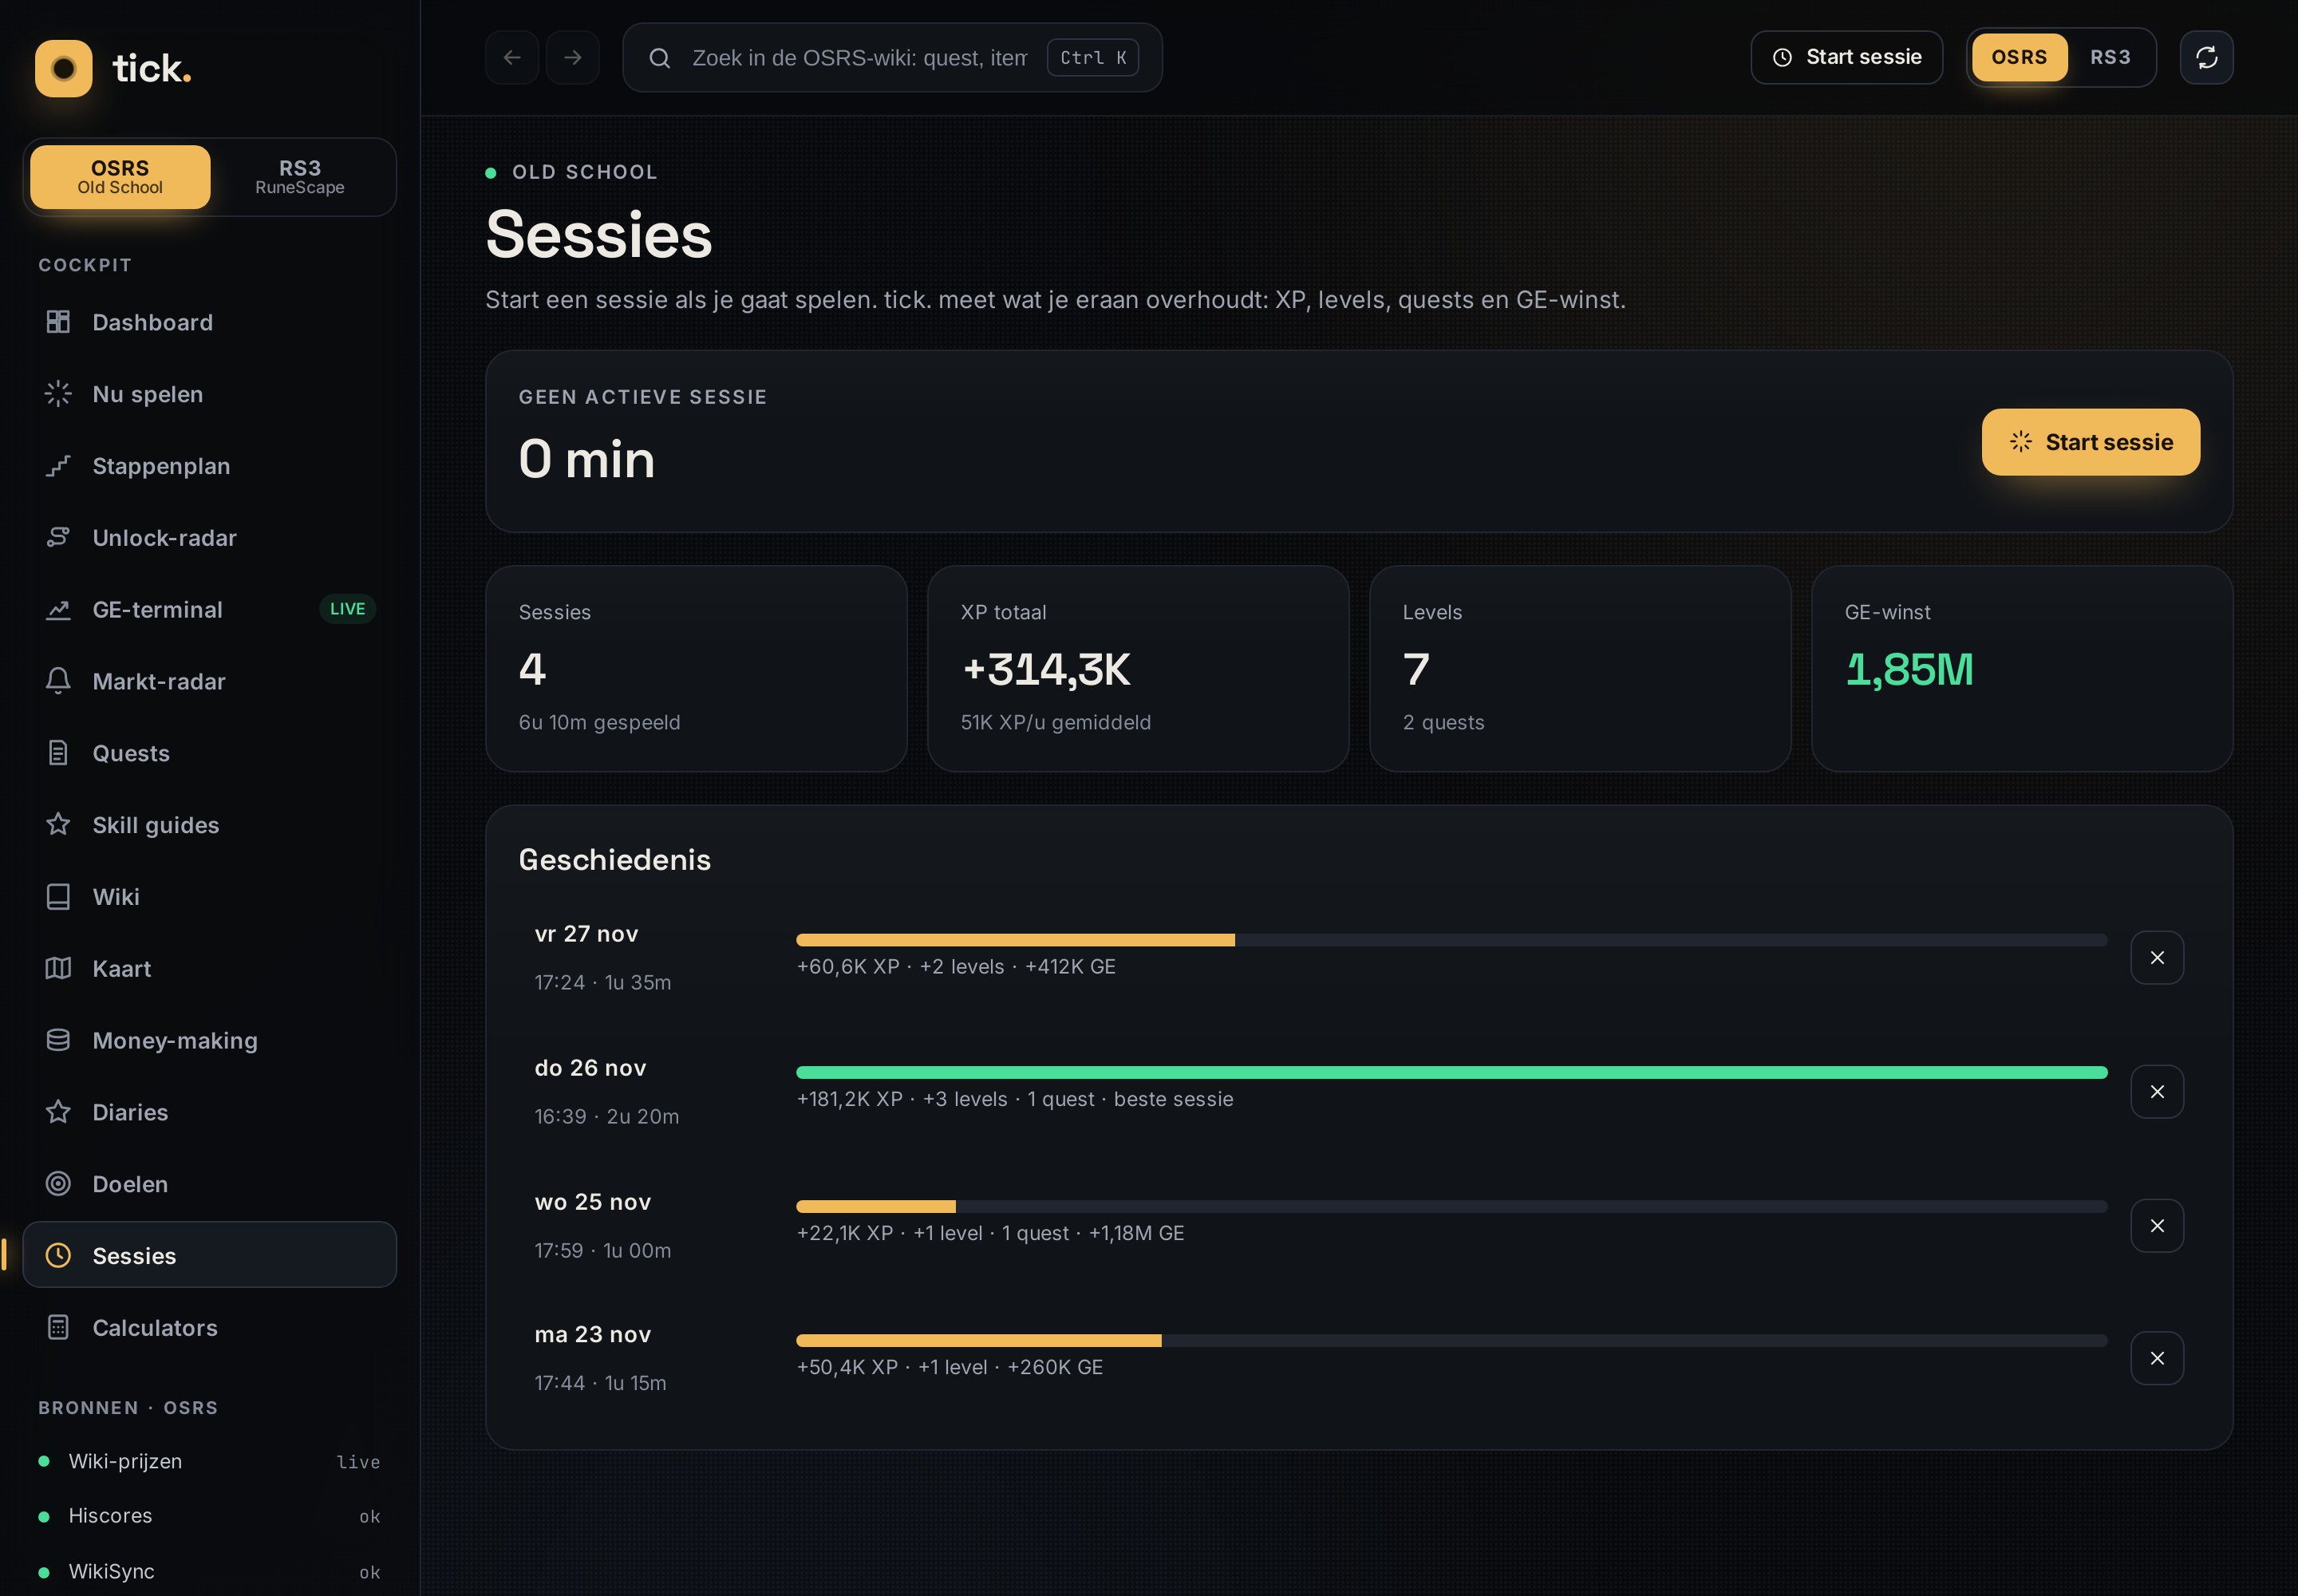 tick.
OSRS
Old School
RS3
RuneScape
COCKPIT
Dashboard
Nu spelen
Stappenplan
Unlock-radar
GE-terminal
LIVE
Markt-radar
Quests
Skill guides
Wiki
Kaart
Money-making
Diaries
Doelen
Sessies
Calculators
BRONNEN · OSRS
Wiki-prijzen live
Hiscores ok
WikiSync ok
Zoek in de OSRS-wiki: quest, item
Ctrl K
Start sessie
OSRS
RS3
OLD SCHOOL
Sessies
Start een sessie als je gaat spelen. tick. meet wat je eraan overhoudt: XP, levels, quests en GE-winst.
GEEN ACTIEVE SESSIE
0 min
Start sessie
Sessies
4
6u 10m gespeeld
XP totaal
+314,3K
51K XP/u gemiddeld
Levels
7
2 quests
GE-winst
1,85M
Geschiedenis
vr 27 nov
17:24 · 1u 35m
+60,6K XP · +2 levels · +412K GE
do 26 nov
16:39 · 2u 20m
+181,2K XP · +3 levels · 1 quest · beste sessie
wo 25 nov
17:59 · 1u 00m
+22,1K XP · +1 level · 1 quest · +1,18M GE
ma 23 nov
17:44 · 1u 15m
+50,4K XP · +1 level · +260K GE